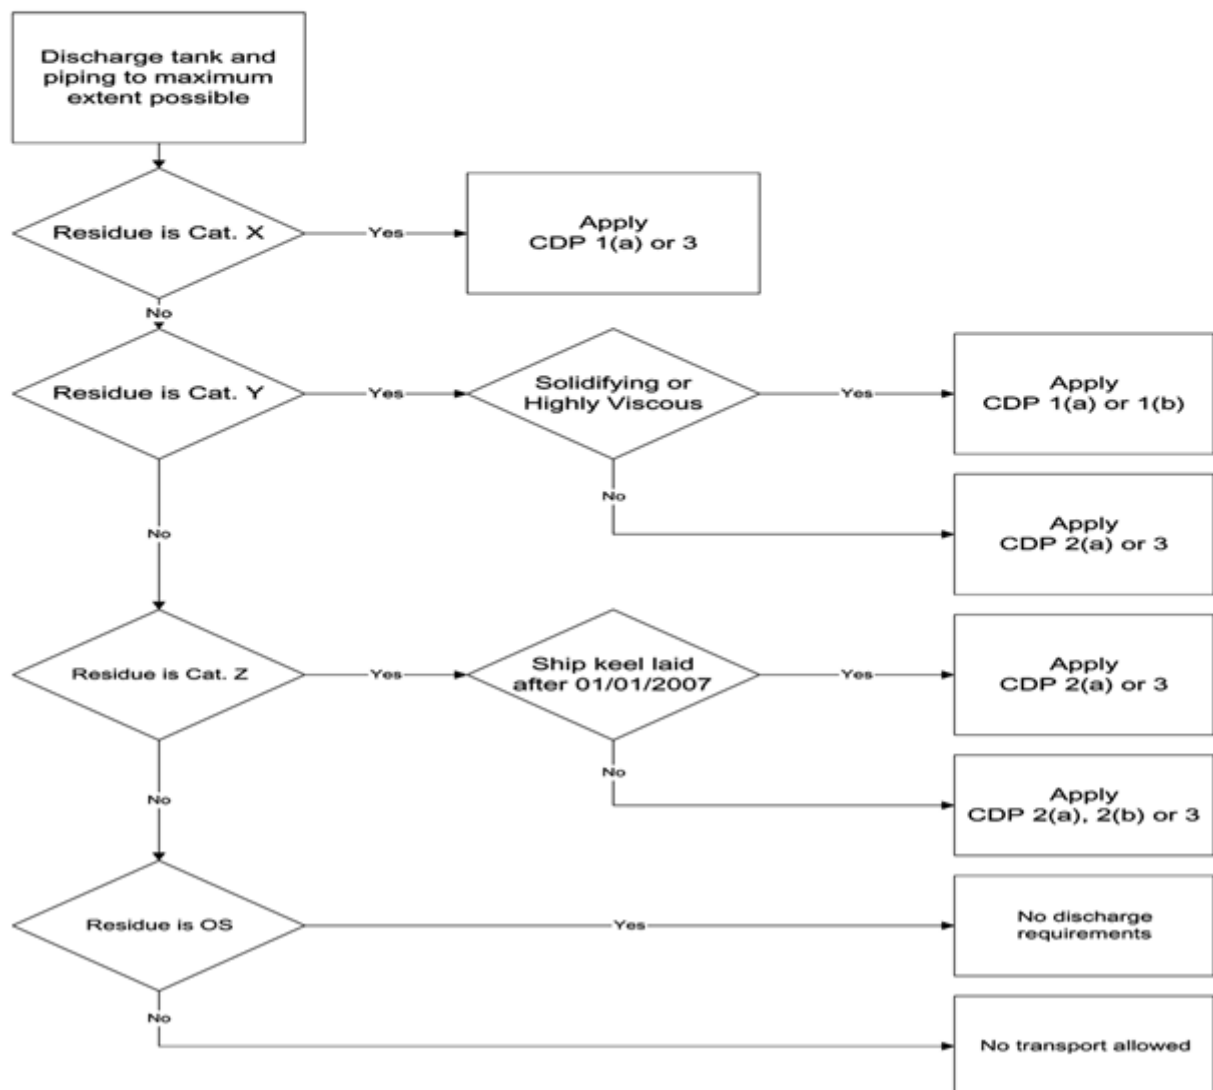 Discharge tank and
piping to maximum
extent possible
Residue is Cat. X
Yes
Apply
CDP 1(a) or 3
No
Residue is Cat. Y
Yes
Solidifying or
Highly Viscous
Yes
Apply
CDP 1(a) or 1(b)
No
Apply
CDP 2(a) or 3
No
Residue is Cat. Z
Yes
Ship keel laid
after 01/01/2007
Yes
Apply
CDP 2(a) or 3
No
Apply
CDP 2(a), 2(b) or 3
No
Residue is OS
Yes
No discharge
requirements
No
No transport allowed